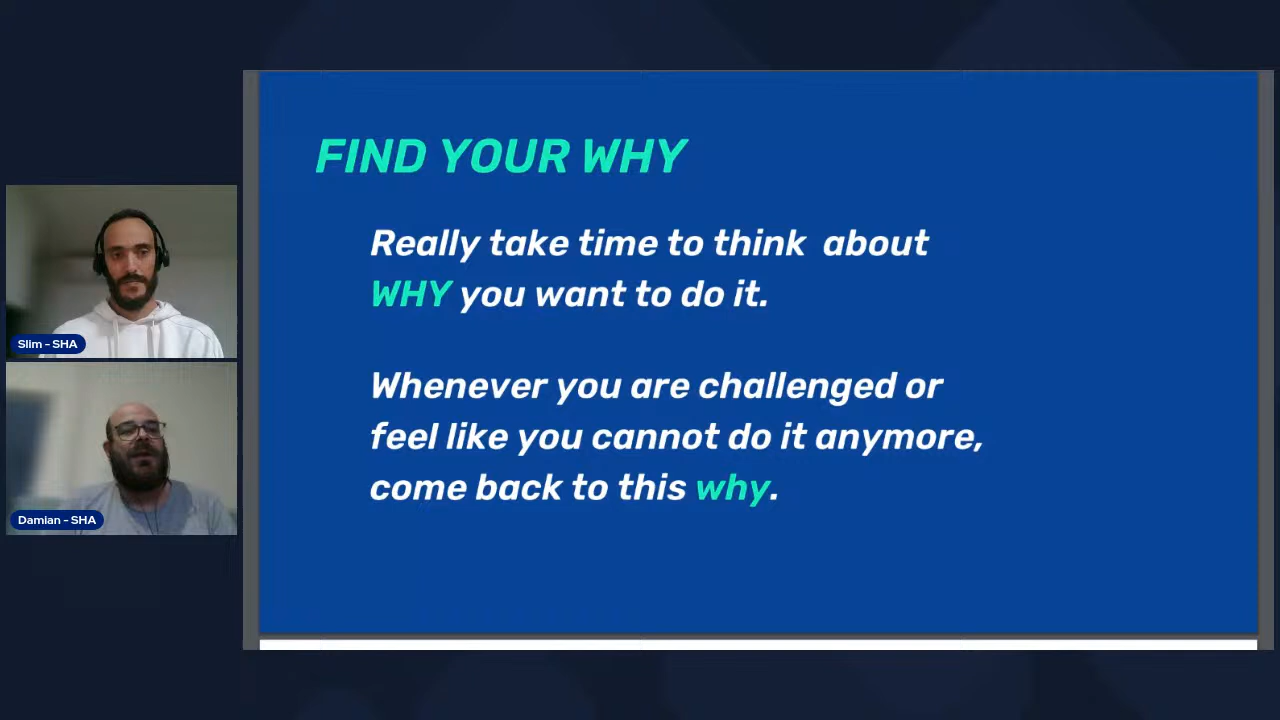 FIND YOUR WHY
Really take time to think about
WHY you want to do it.
Whenever you are challenged or
feel like you cannot do it anymore,
come back to this why.
Slim - SHA
Damian - SHA